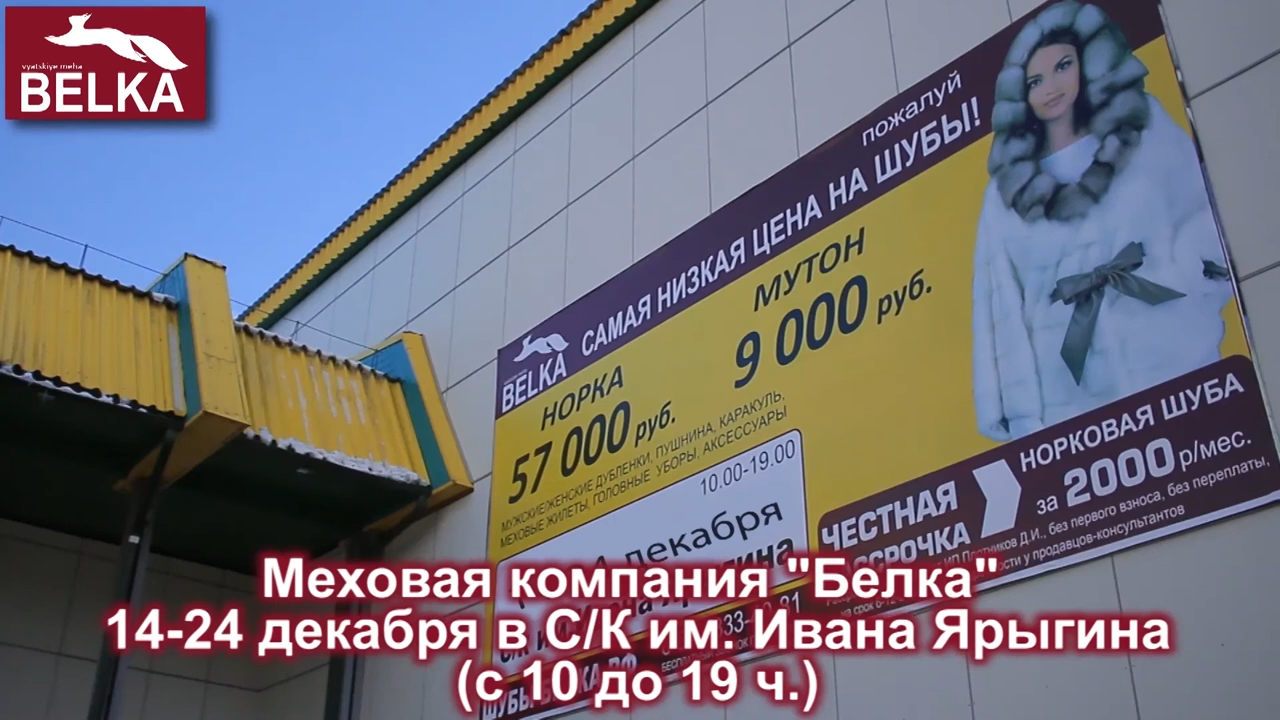 vyatskiye meha
BELKA
пожалуй
САМАЯ НИЗКАЯ ЦЕНА НА ШУБЫ!
BELKA
НОРКА
57 000 руб.
МУТОН
9 000 руб.
МУЖСКИЕ/ЖЕНСКИЕ ДУБЛЕНКИ, ПУШНИНА, КАРАКУЛЬ,
МЕХОВЫЕ ЖИЛЕТЫ, ГОЛОВНЫЕ УБОРЫ, АКСЕССУАРЫ
10.00-19.00
декабря
ЧЕСТНАЯ
РАССРОЧКА
НОРКОВАЯ ШУБА
за 2000 р/мес.
Д.И., без первого взноса, без переплаты,
у продавцов-консультантов
Меховая компания "Белка"
14-24 декабря в С/К им. Ивана Ярыгина
(с 10 до 19 ч.)